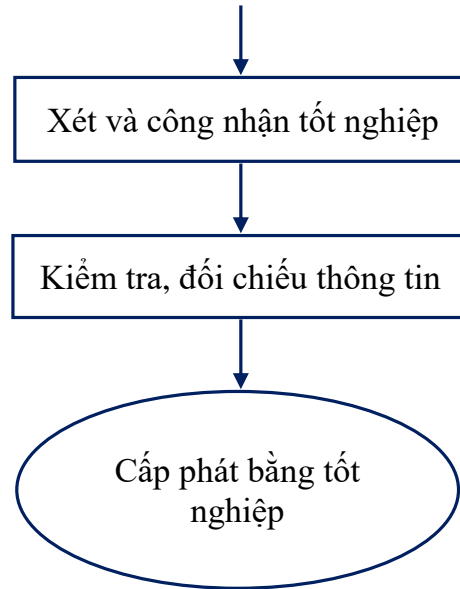 Xét và công nhận tốt nghiệp
Kiểm tra, đối chiếu thông tin
Cấp phát bằng tốt
nghiệp